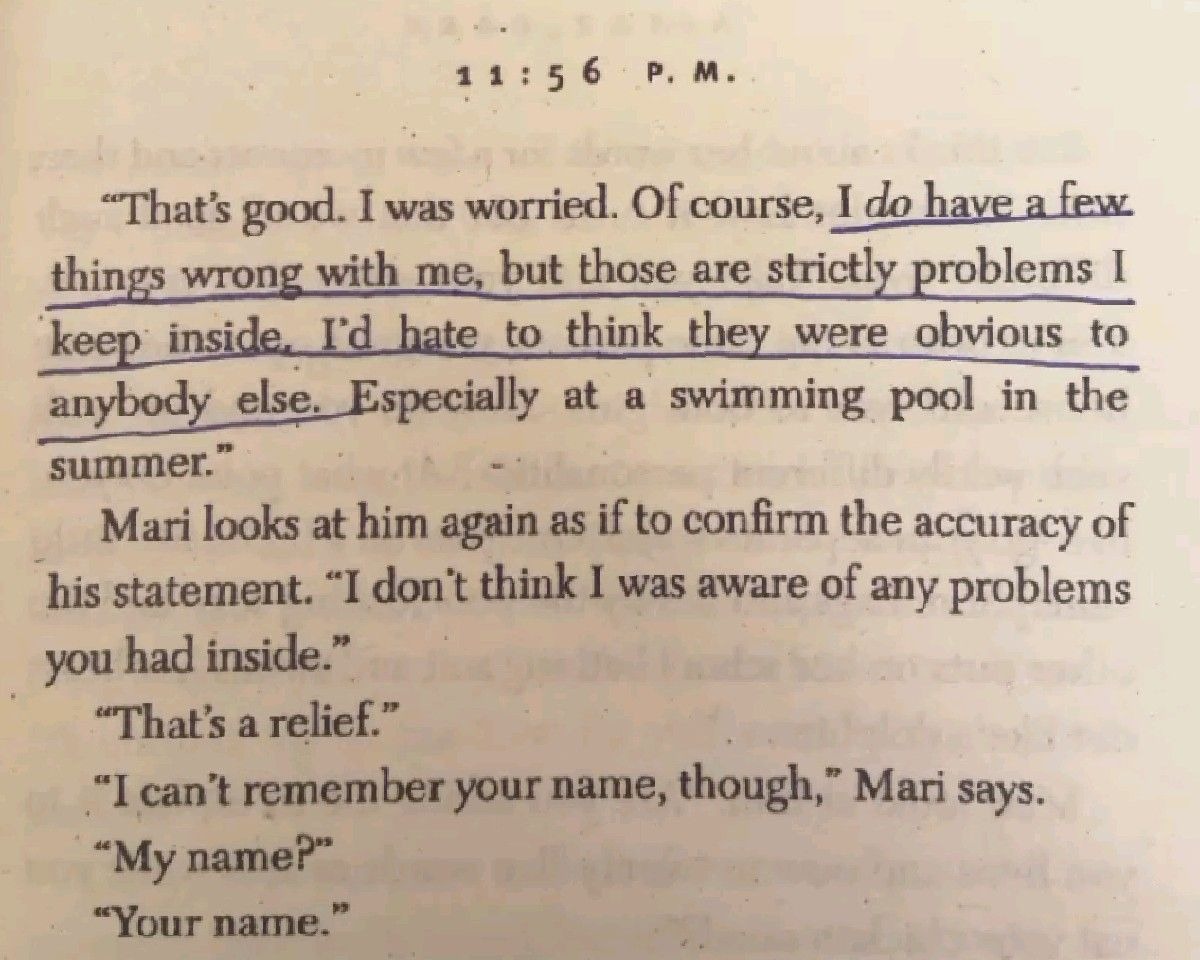 11:56 P.M.
“That’s good. I was worried. Of course, I do have a few
things wrong with me, but those are strictly problems I
keep inside. I’d hate to think they were obvious to
anybody else. Especially at a swimming pool in the
summer.”
Mari looks at him again as if to confirm the accuracy of
his statement. “I don’t think I was aware of any problems
you had inside.”
“That’s a relief.”
“I can’t remember your name, though,” Mari says.
“My name?”
“Your name.”